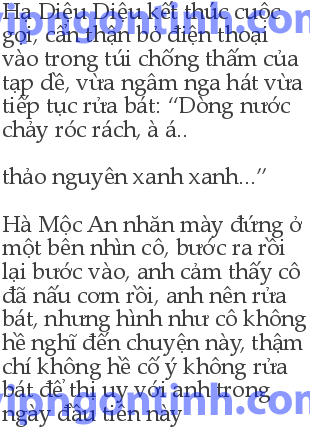 Hạ Diệu Diệu kết thúc cuộc
gọi, cẩn thận bỏ điện thoại
vào trong túi chống thấm của
tạp dề, vừa ngâm nga hát vừa
tiếp tục rửa bát: “Dòng nước
chảy róc rách, à á..
thảo nguyên xanh xanh...”
Hà Mộc An nhăn mày đứng ở
một bên nhìn cô, bước ra rồi
lại bước vào, anh cảm thấy cô
đã nấu cơm rồi, anh nên rửa
bát, nhưng hình như cô không
hề nghĩ đến chuyện này, thậm
chí không hề cố ý không rửa
bát để thị uy với anh trong
ngày đầu tiên này
vipngontinh.com
vipngontinh.com